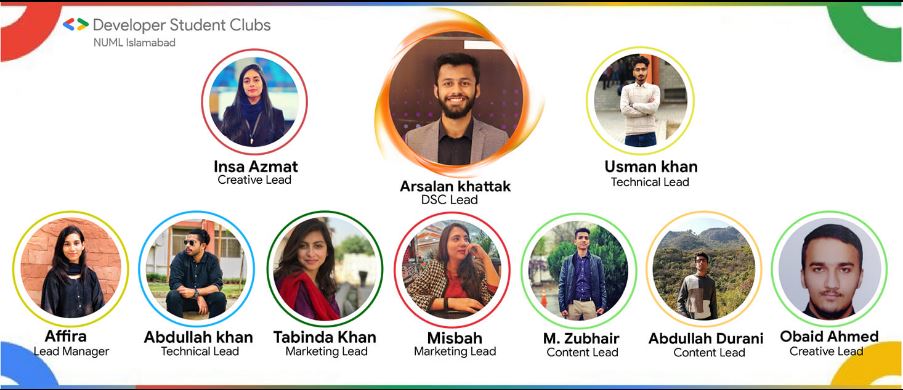 Developer Student Clubs
NUML Islamabad
Insa Azmat
Creative Lead
Arsalan khattak
DSC Lead
Usman khan
Technical Lead
Affira
Lead Manager
Abdullah khan
Technical Lead
Tabinda Khan
Marketing Lead
Misbah
Marketing Lead
M. Zubhair
Content Lead
Abdullah Durani
Content Lead
Obaid Ahmed
Creative Lead